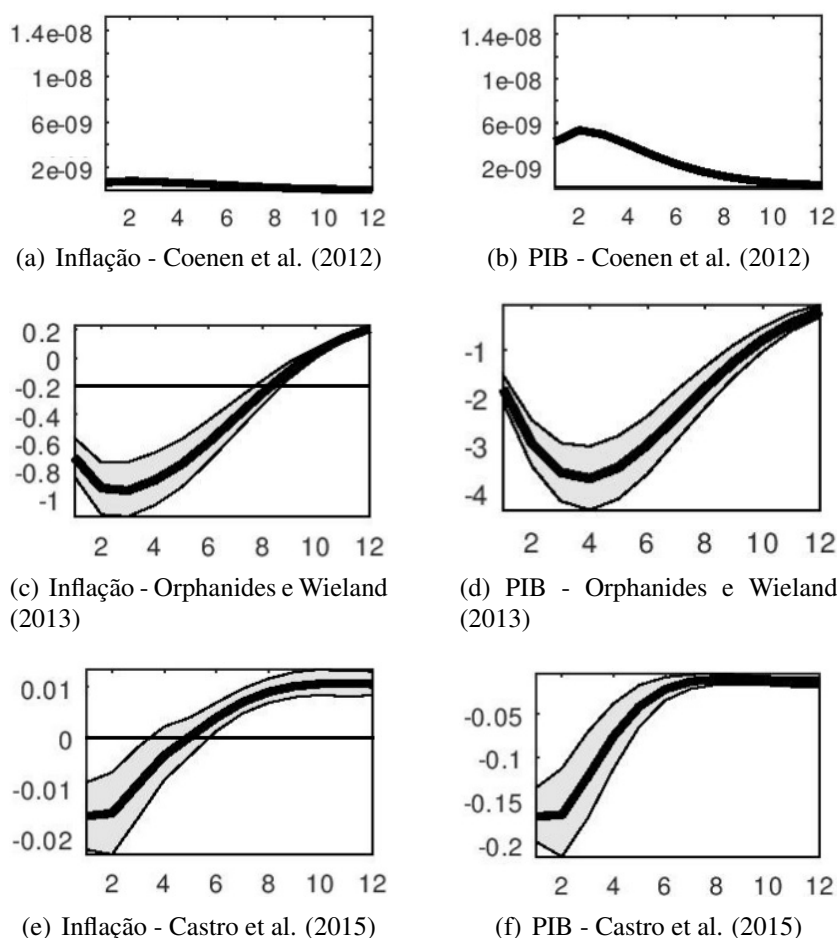 1.4e-08
1e-08
6e-09
2e-09
2 4 6 8 10 12
(a) Inflação - Coenen et al. (2012)
1.4e-08
1e-08
6e-09
2e-09
2 4 6 8 10 12
(b) PIB - Coenen et al. (2012)
0.2
0
-0.2
-0.4
-0.6
-0.8
-1
2 4 6 8 10 12
(c) Inflação - Orphanides e Wieland
(2013)
-1
-2
-3
-4
2 4 6 8 10 12
(d) PIB - Orphanides e Wieland
(2013)
0.01
0
-0.01
-0.02
2 4 6 8 10 12
(e) Inflação - Castro et al. (2015)
-0.05
-0.1
-0.15
-0.2
2 4 6 8 10 12
(f) PIB - Castro et al. (2015)